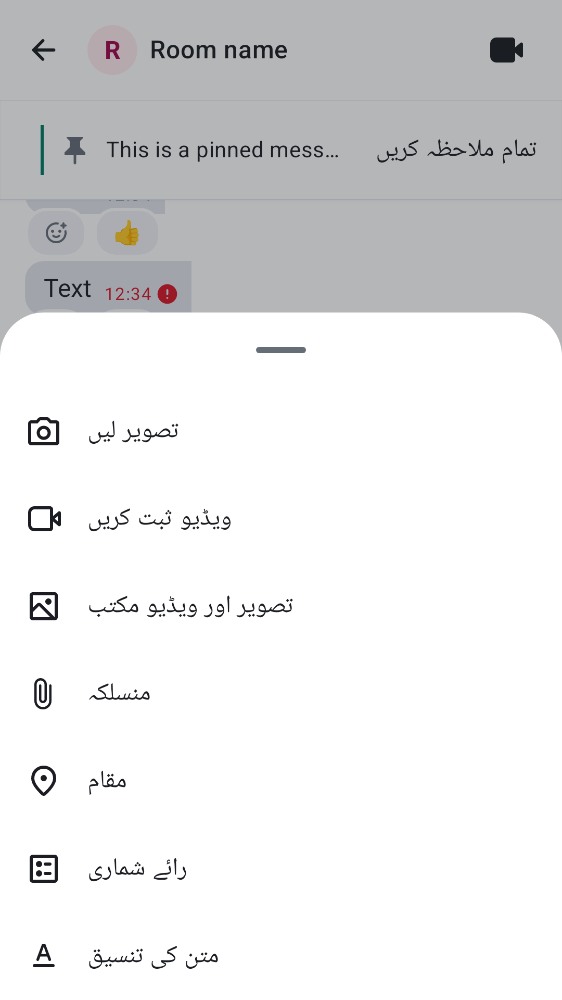 R Room name
This is a pinned mess… تمام ملاحظہ کریں
Text 12:34
تصویر لیں
ویڈیو ثبت کریں
تصویر اور ویڈیو مکتب
منسلکہ
مقام
رائے شماری
متن کی تنسیق